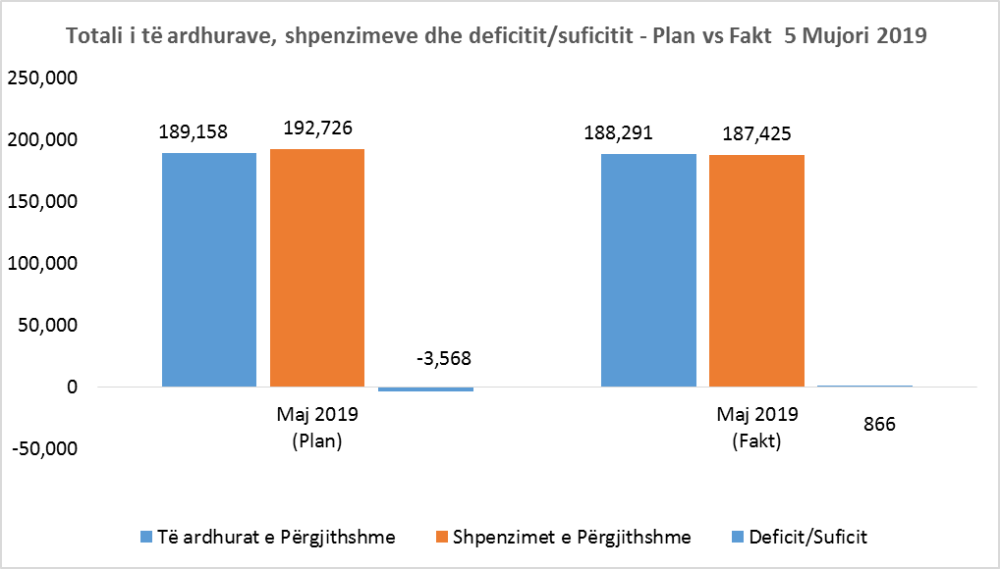 Totali i të ardhurave, shpenzimeve dhe deficitit/suficitit - Plan vs Fakt 5 Mujori 2019
250,000
200,000
150,000
100,000
50,000
0
-50,000
189,158
192,726
-3,568
188,291
187,425
866
Maj 2019
(Plan)
Maj 2019
(Fakt)
Të ardhurat e Përgjithshme
Shpenzimet e Përgjithshme
Deficit/Suficit